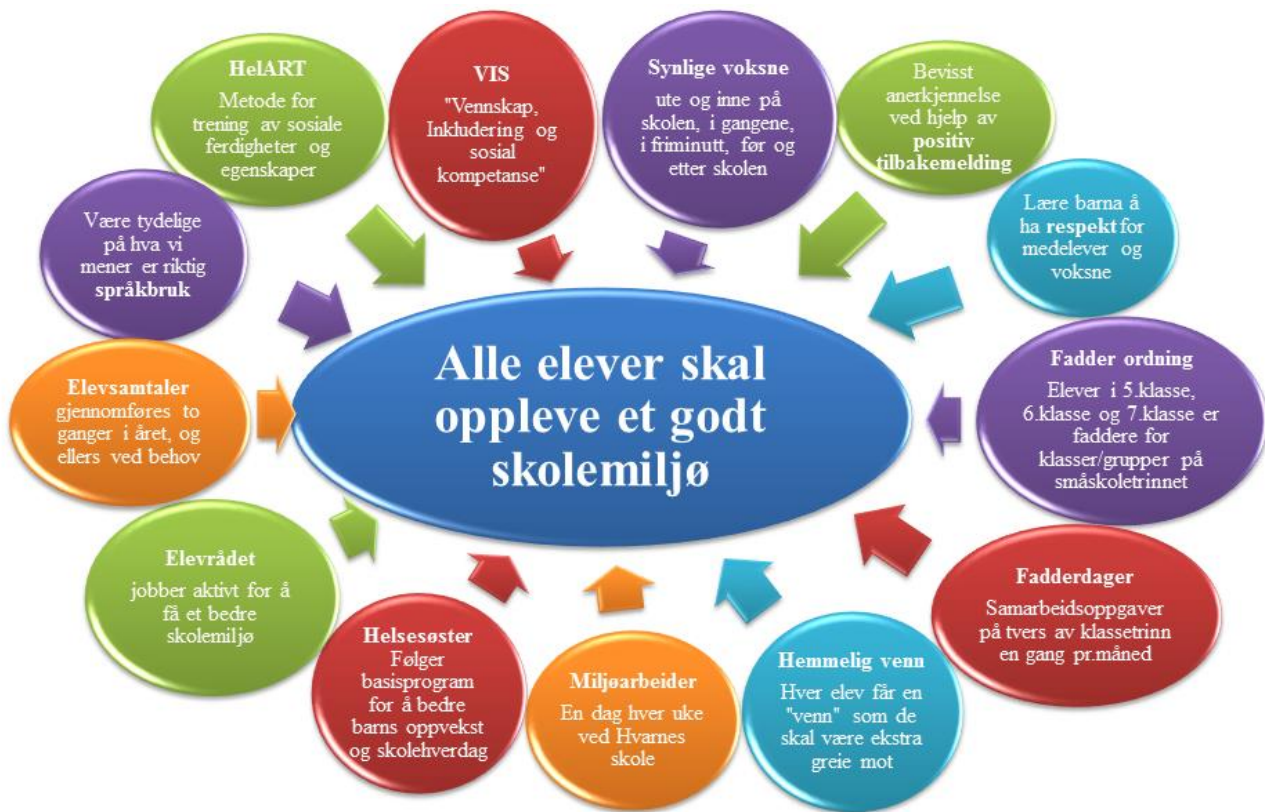 HelART
Metode for
trening av sosiale
ferdigheter og
egenskaper
VIS
"Vennskap,
Inkludering og
sosial
kompetanse"
Synlige voksne
ute og inne på
skolen, i gangene,
i friminutt, før og
etter skolen
Bevisst
anerkjennelse
ved hjelp av
positiv
tilbakemelding
Lære barna å
ha respekt for
medelever og
voksne
Fadder ordning
Elever i 5.klasse,
6.klasse og 7.klasse er
faddere for
klasser/grupper på
småskoletrinnet
Fadderdager
Samarbeidsoppgaver
på tvers av klassetrinn
en gang pr.måned
Hemmelig venn
Hver elev får en
"venn" som de
skal være ekstra
greie mot
Miljøarbeider
En dag hver uke
ved Hvarnes
skole
Helsesøster
Følger
basisprogram
for å bedre
barns oppvekst
og skolehverdag
Elevrådet
jobber aktivt for å
få et bedre
skolemiljø
Elevsamtaler
gjennomføres to
ganger i året, og
ellers ved behov
Være tydelige
på hva vi
mener er riktig
språkbruk
Alle elever skal
oppleve et godt
skolemiljø